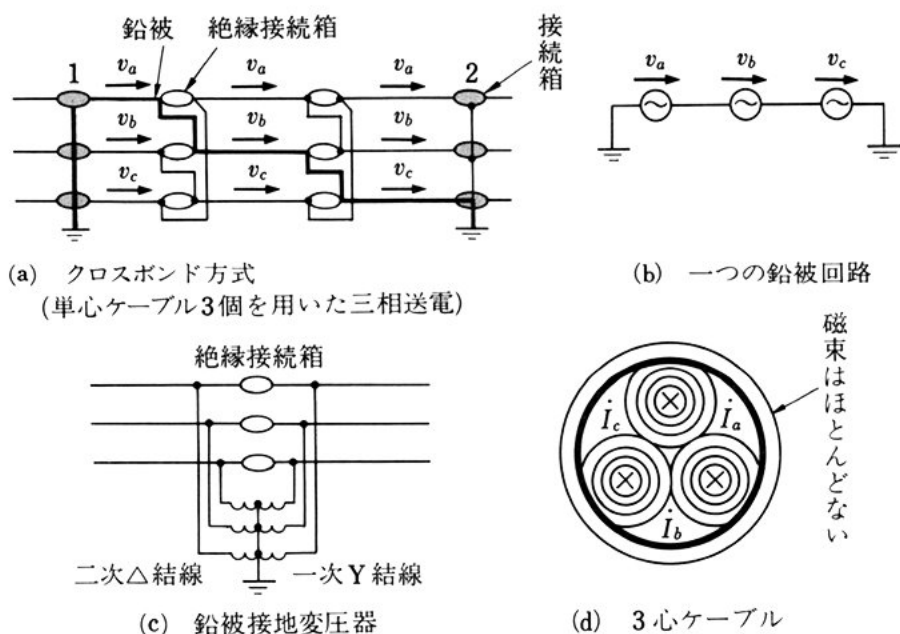 鉛被
絶縁接続箱
接続箱
1
v_a
v_a
v_a
2
v_b
v_b
v_b
v_c
v_c
v_c
(a) クロスボンド方式
(単心ケーブル3個を用いた三相送電)
v_a
v_b
v_c
(b) 一つの鉛被回路
絶縁接続箱
二次△結線
一次Y結線
(c) 鉛被接地変圧器
磁束はほとんどない
İ_c
İ_a
İ_b
(d) 3心ケーブル